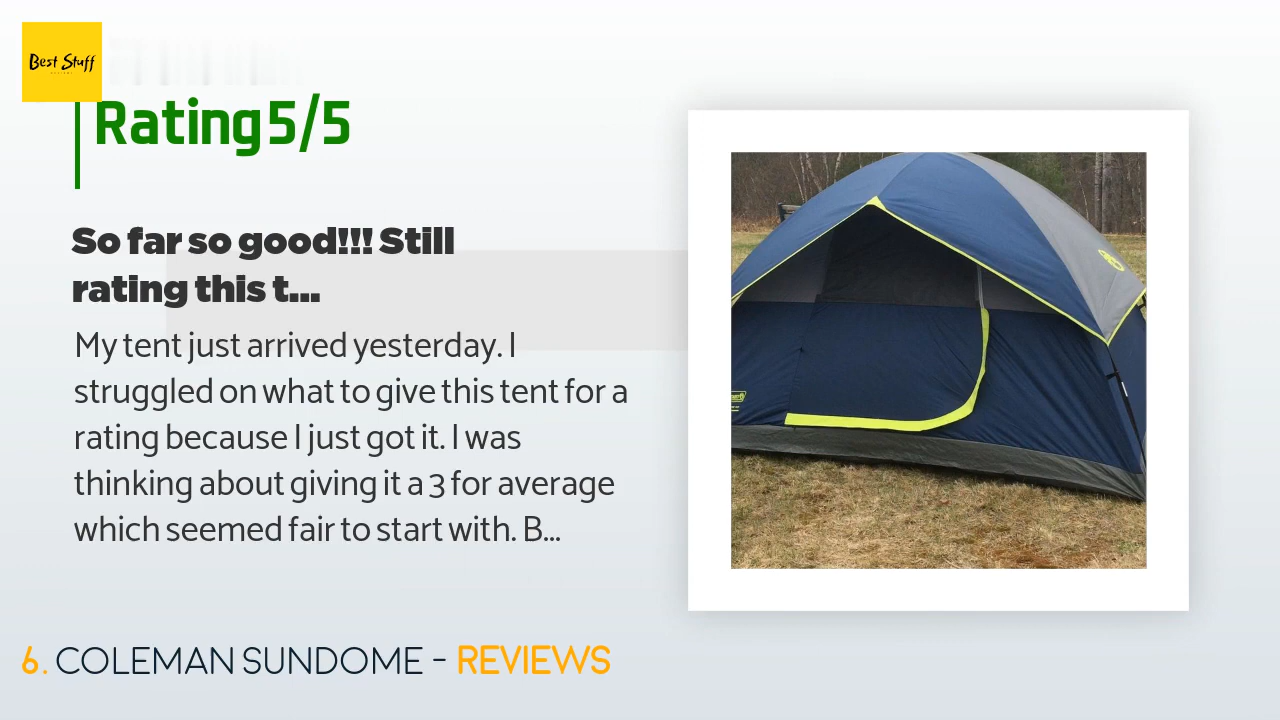 Best Stuff
Rating 5/5
So far so good!!! Still
rating this t...
My tent just arrived yesterday. I
struggled on what to give this tent for a
rating because I just got it. I was
thinking about giving it a 3 for average
which seemed fair to start with. B...
6. COLEMAN SUNDOME - REVIEWS